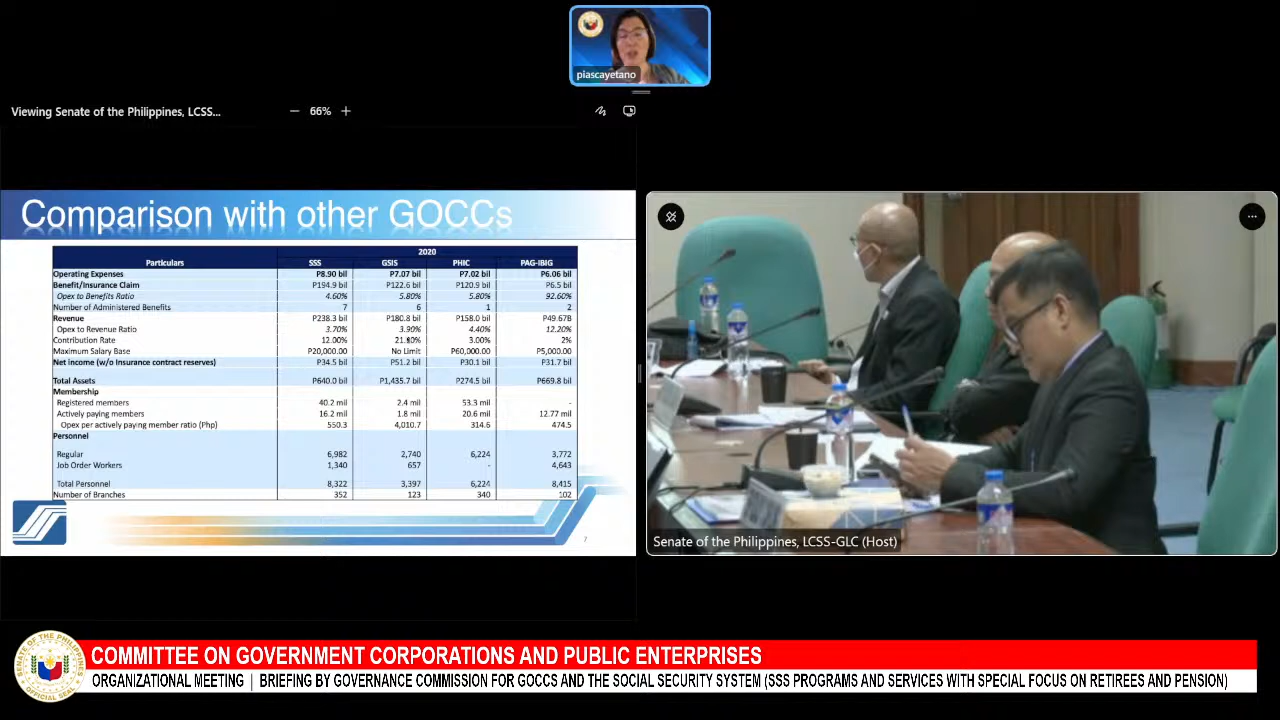 piascayetano
Viewing Senate of the Philippines, LCSS...
66%
Comparison with other GOCCs
Particulars 2020
SSS GSIS PHIC PAG-IBIG
Operating Expenses P8.90 bil P7.07 bil P7.02 bil P6.06 bil
Benefit/Insurance Claim P194.9 bil P122.6 bil P120.9 bil P6.5 bil
Opex to Benefits Ratio 4.60% 5.80% 5.80% 92.60%
Number of Administered Benefits 7 6 1 2
Revenue P238.3 bil P180.8 bil P158.0 bil P49.67B
Opex to Revenue Ratio 3.70% 3.90% 4.40% 12.20%
Contribution Rate 12.00% 21.00% 3.00% 2%
Maximum Salary Base P20,000.00 No Limit P60,000.00 P5,000.00
Net income (w/o Insurance contract reserves) P34.5 bil P51.2 bil P30.1 bil P31.7 bil
Total Assets P640.0 bil P1,435.7 bil P274.5 bil P669.8 bil
Membership
Registered members 40.2 mil 2.4 mil 53.3 mil -
Actively paying members 16.2 mil 1.8 mil 20.6 mil 12.77 mil
Opex per actively paying member ratio (Php) 550.3 4,010.7 314.6 474.5
Personnel
Regular 6,982 2,740 6,224 3,772
Job Order Workers 1,340 657 - 4,643
Total Personnel 8,322 3,397 6,224 8,415
Number of Branches 352 123 340 102
7
Senate of the Philippines, LCSS-GLC (Host)
SENATE OF THE PHILIPPINES
OFFICIAL SEAL
COMMITTEE ON GOVERNMENT CORPORATIONS AND PUBLIC ENTERPRISES
ORGANIZATIONAL MEETING | BRIEFING BY GOVERNANCE COMMISSION FOR GOCCS AND THE SOCIAL SECURITY SYSTEM (SSS PROGRAMS AND SERVICES WITH SPECIAL FOCUS ON RETIREES AND PENSION)